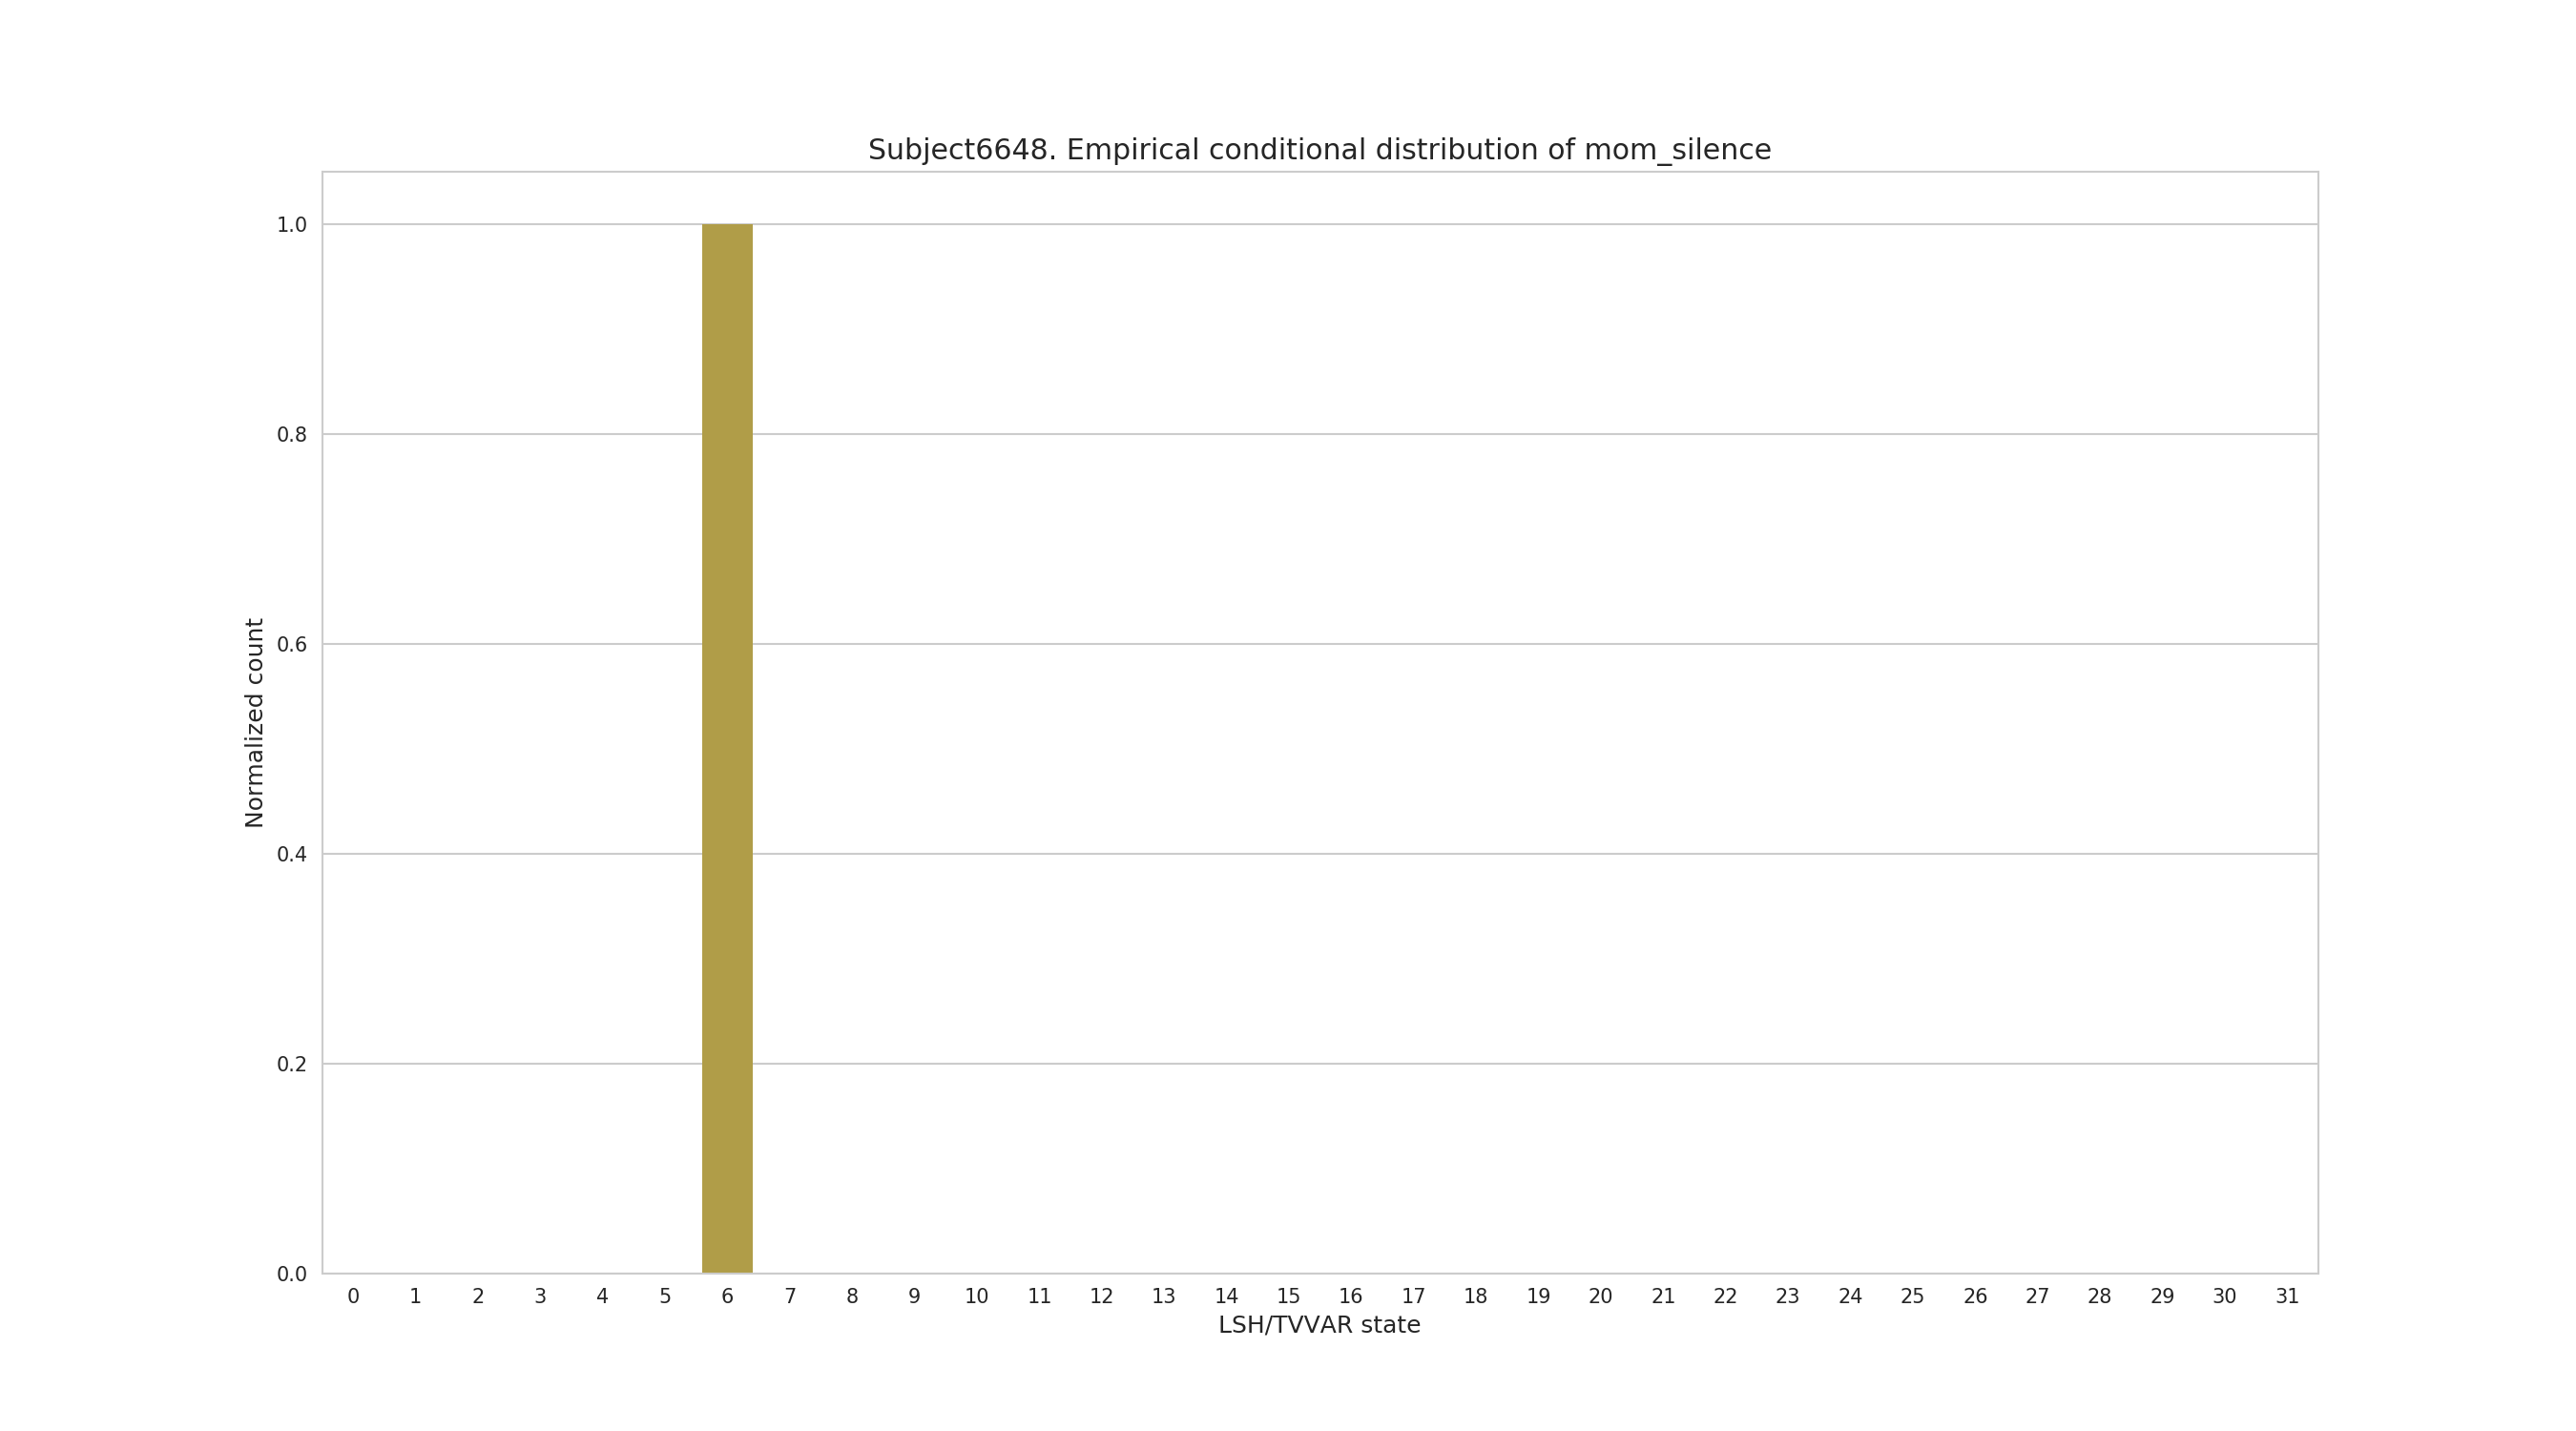 Subject6648. Empirical conditional distribution of mom_silence
1.0
0.8
0.6
0.4
0.2
0.0
Normalized count
0 1 2 3 4 5 6 7 8 9 10 11 12 13 14 15 16 17 18 19 20 21 22 23 24 25 26 27 28 29 30 31
LSH/TVVAR state